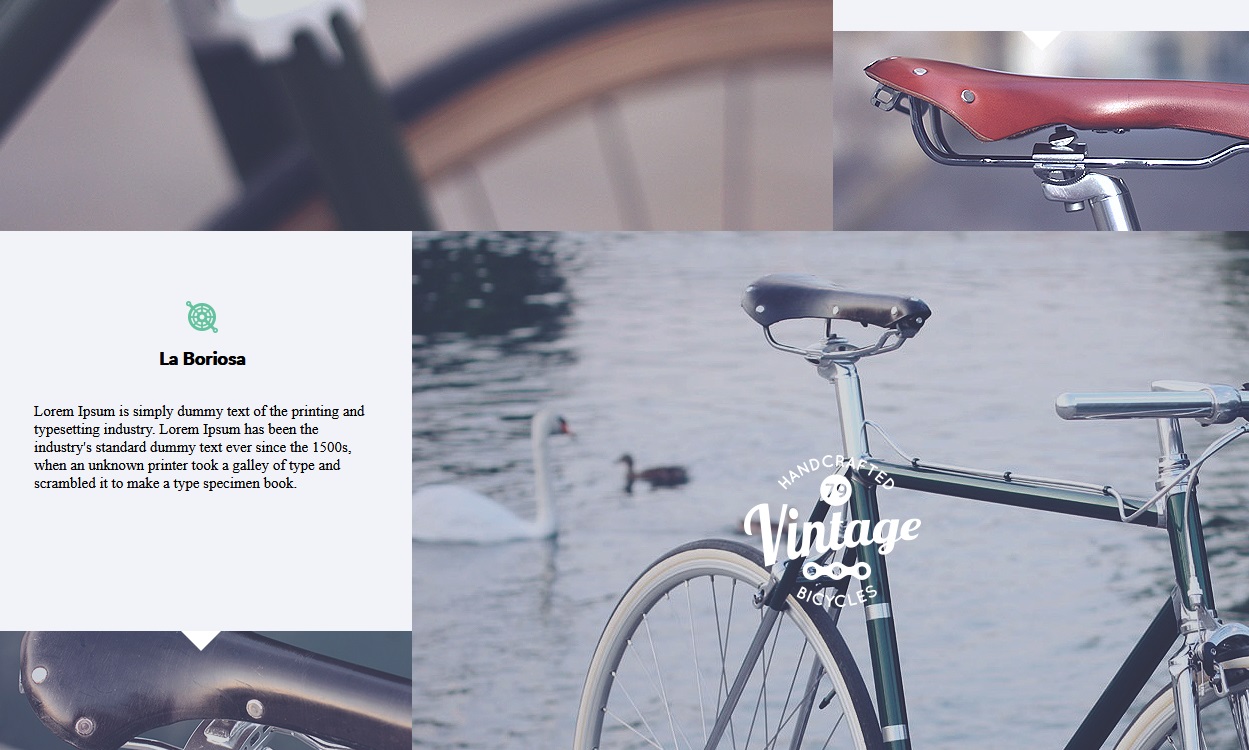 La Boriosa
Lorem Ipsum is simply dummy text of the printing and
typesetting industry. Lorem Ipsum has been the
industry's standard dummy text ever since the 1500s,
when an unknown printer took a galley of type and
scrambled it to make a type specimen book.
HANDCRAFTED
79
Vintage
BICYCLES